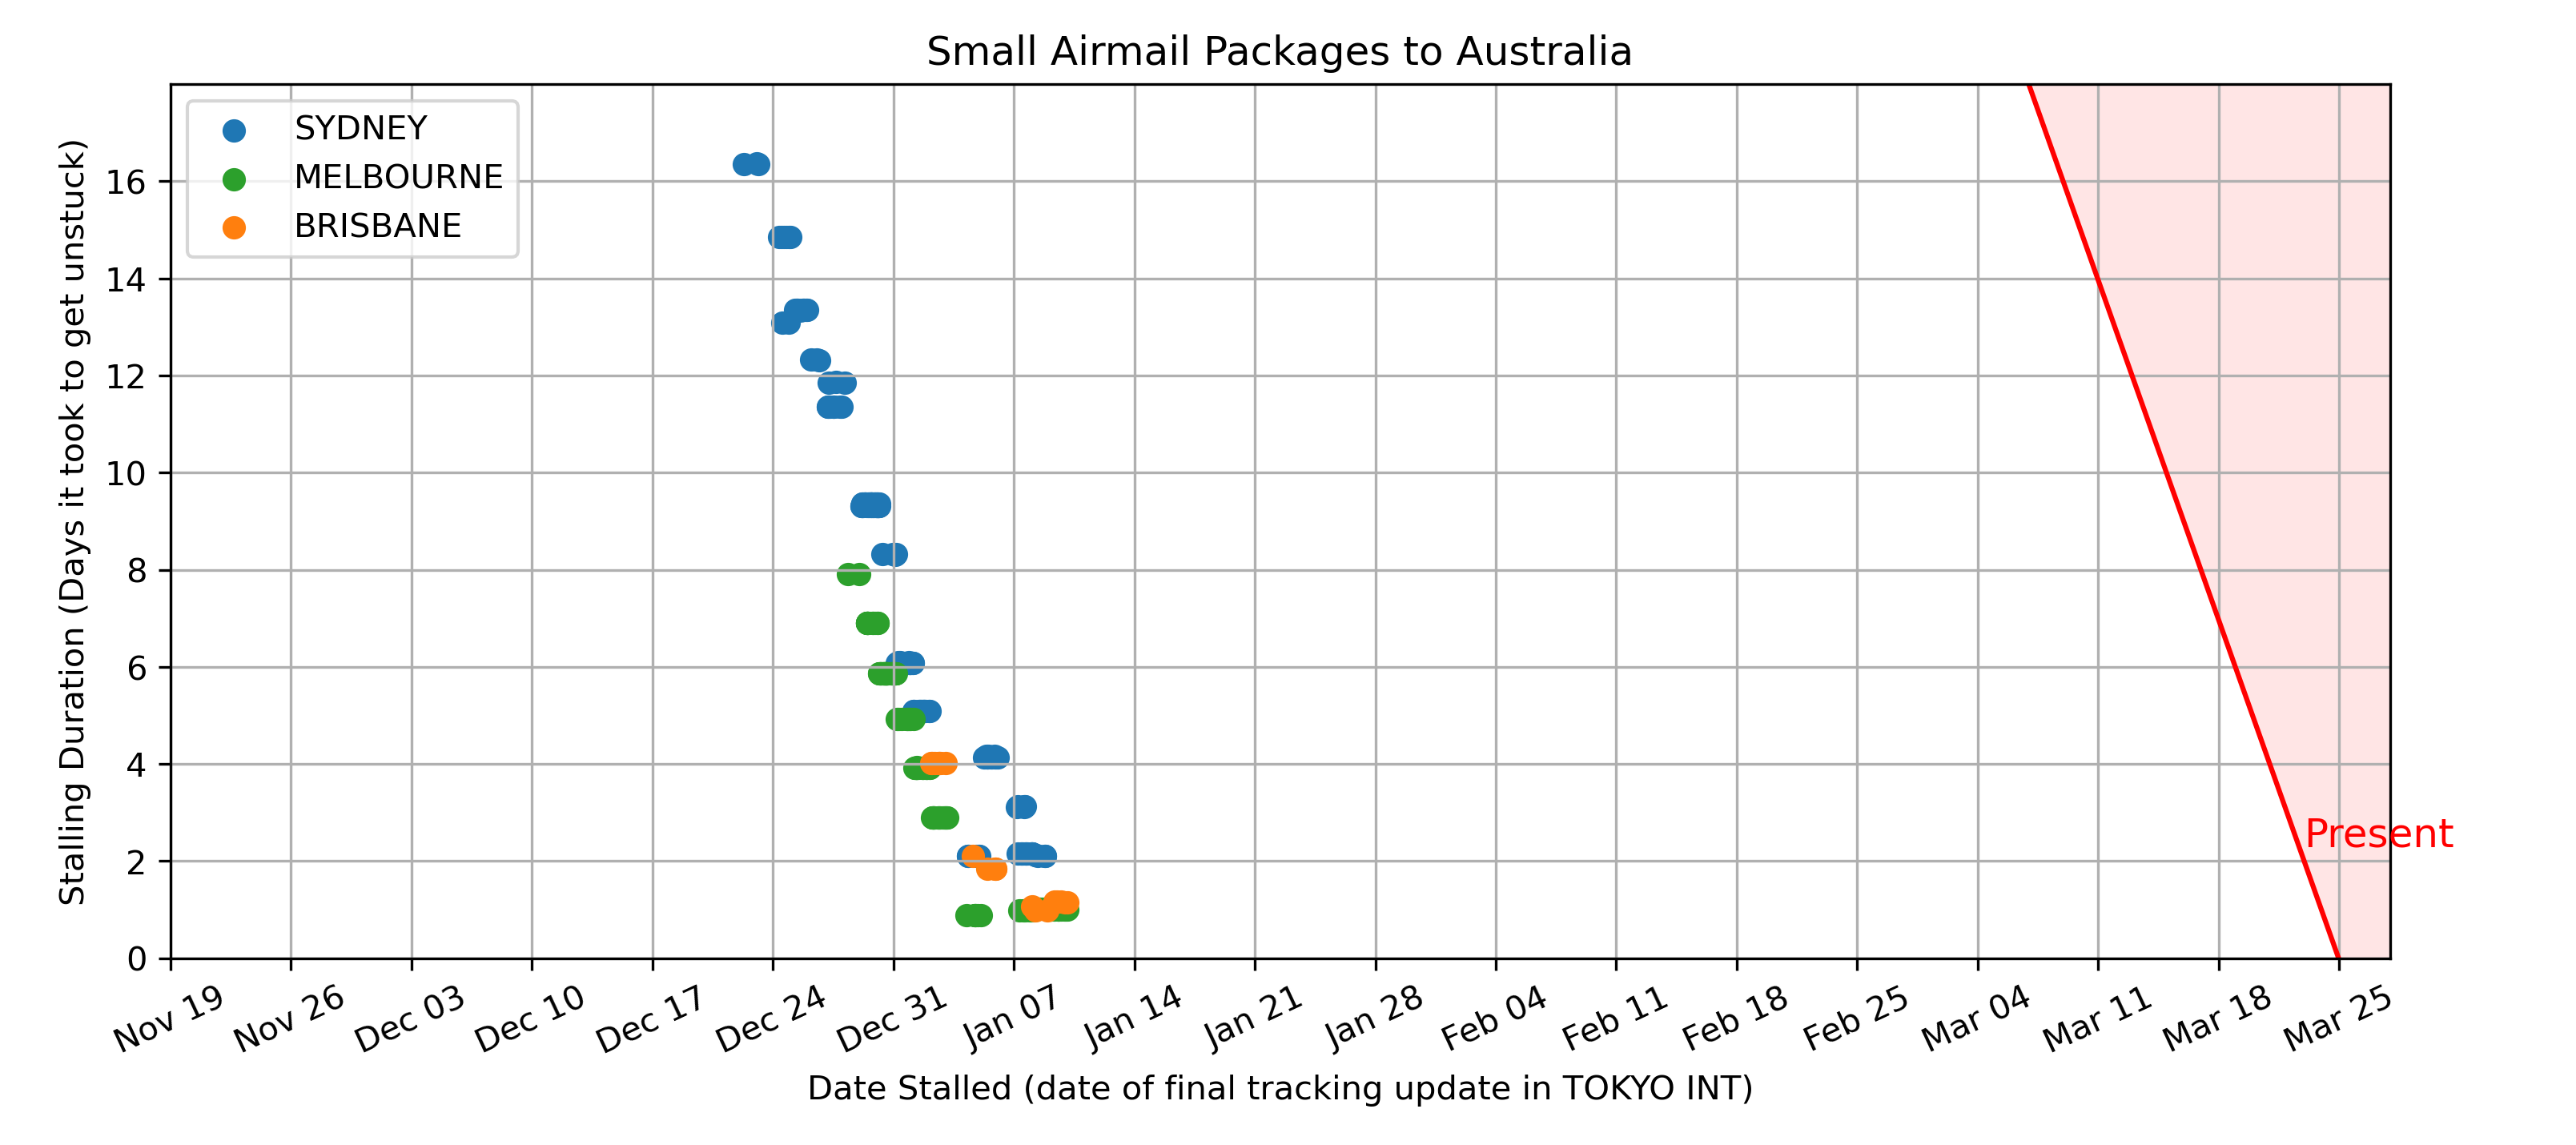 Small Airmail Packages to Australia
SYDNEY
MELBOURNE
BRISBANE
Stalling Duration (Days it took to get unstuck)
16
14
12
10
8
6
4
2
0
Present
Nov 19
Nov 26
Dec 03
Dec 10
Dec 17
Dec 24
Dec 31
Jan 07
Jan 14
Jan 21
Jan 28
Feb 04
Feb 11
Feb 18
Feb 25
Mar 04
Mar 11
Mar 18
Mar 25
Date Stalled (date of final tracking update in TOKYO INT)